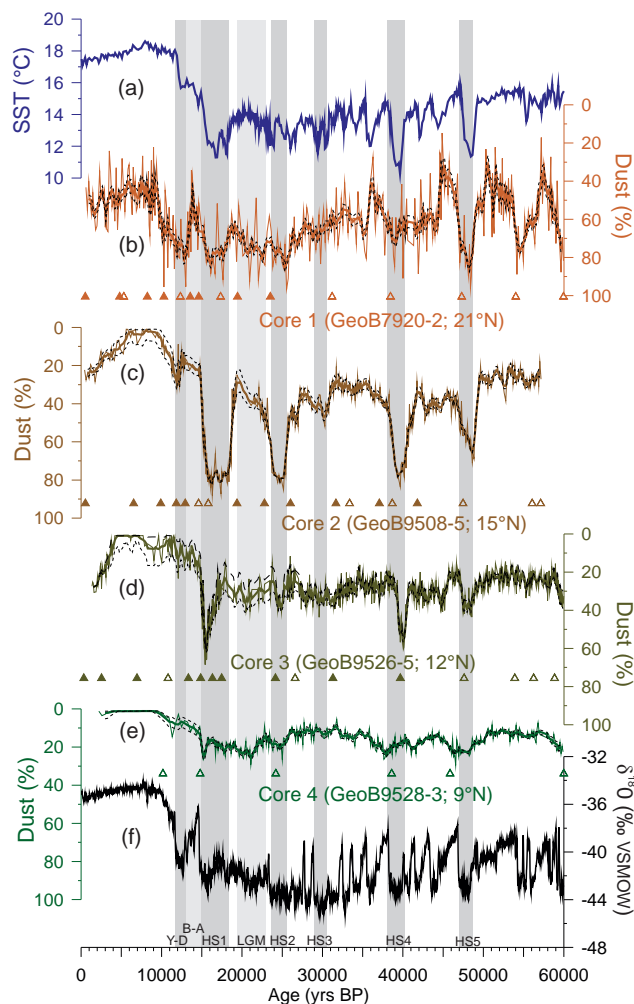 20
18
16
14
12
10
SST (°C)
(a)
0
20
40
60
80
100
Dust (%)
(b)
Core 1 (GeoB7920-2; 21°N)
0
20
40
60
80
100
Dust (%)
(c)
Core 2 (GeoB9508-5; 15°N)
0
20
40
60
80
100
Dust (%)
(d)
Core 3 (GeoB9526-5; 12°N)
0
20
40
60
80
100
Dust (%)
(e)
Core 4 (GeoB9528-3; 9°N)
-32
-36
-40
-44
-48
δ18O (‰ VSMOW)
(f)
B-A
Y-D HS1 LGM HS2 HS3 HS4 HS5
0 10000 20000 30000 40000 50000 60000
Age (yrs BP)